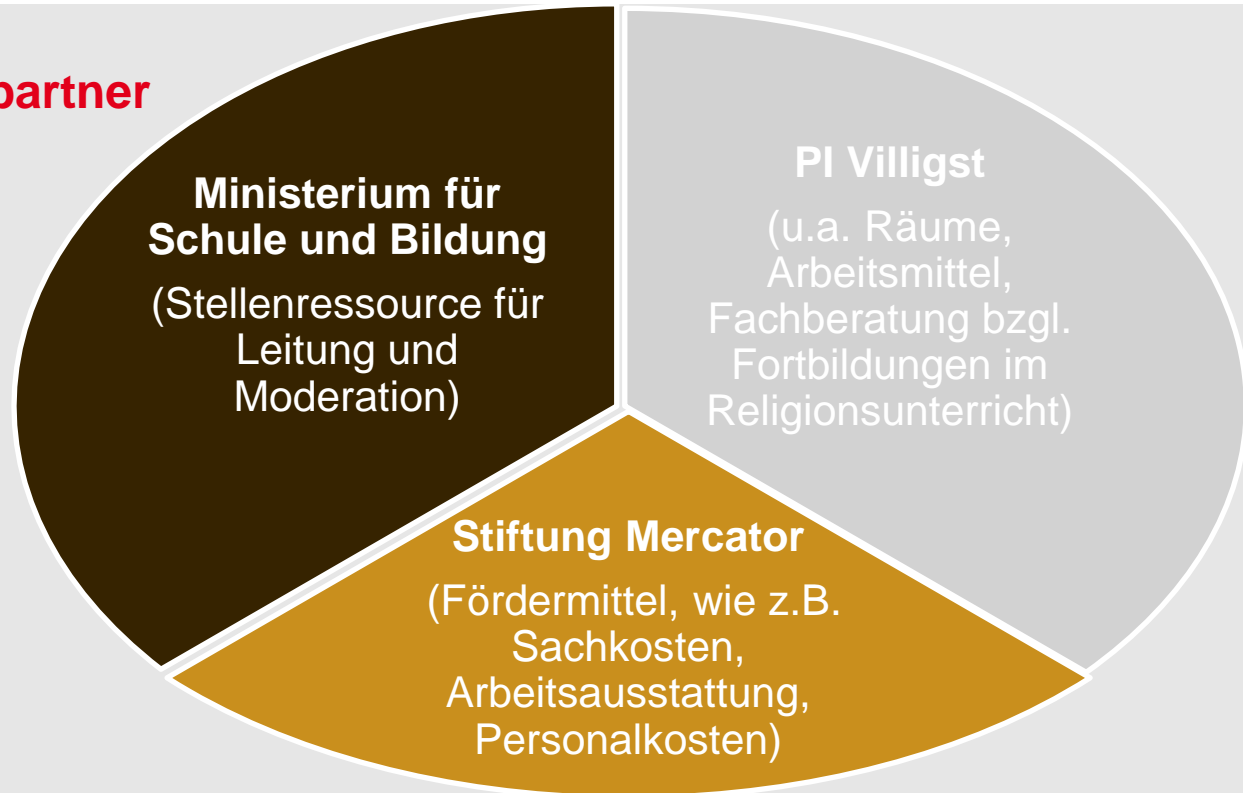 partner
Ministerium für
Schule und Bildung
(Stellenressource für
Leitung und
Moderation)
PI Villigst
(u.a. Räume,
Arbeitsmittel,
Fachberatung bzgl.
Fortbildungen im
Religionsunterricht)
Stiftung Mercator
(Fördermittel, wie z.B.
Sachkosten,
Arbeitsausstattung,
Personalkosten)